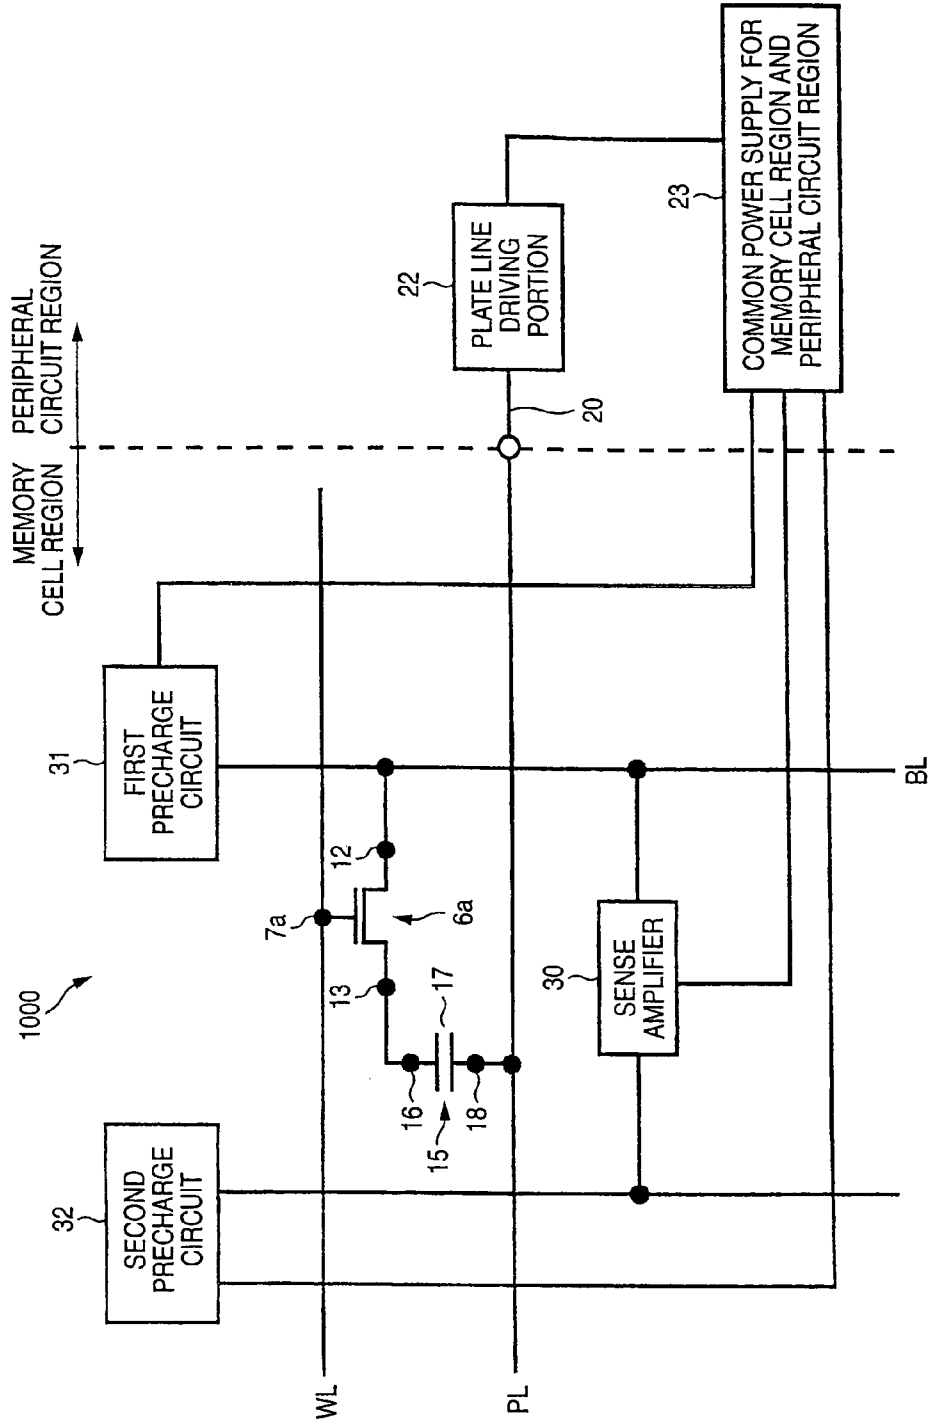 1000
MEMORY
CELL REGION
PERIPHERAL
CIRCUIT REGION
32
SECOND
PRECHARGE
CIRCUIT
31
FIRST
PRECHARGE
CIRCUIT
WL
7a
13
12
6a
16
17
15
18
PL
20
22
PLATE LINE
DRIVING
PORTION
30
SENSE
AMPLIFIER
23
COMMON POWER SUPPLY FOR
MEMORY CELL REGION AND
PERIPHERAL CIRCUIT REGION
BL